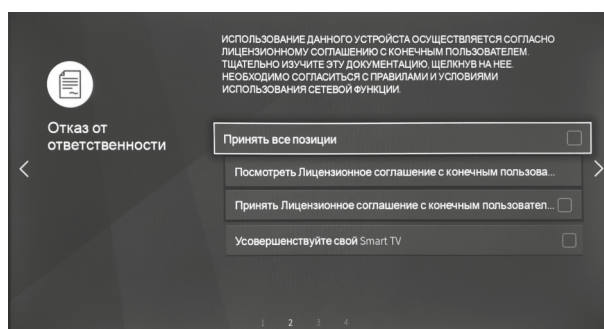 ИСПОЛЬЗОВАНИЕ ДАННОГО УСТРОЙСТА ОСУЩЕСТВЛЯЕТСЯ СОГЛАСНО
ЛИЦЕНЗИОННОМУ СОГЛАШЕНИЮ С КОНЕЧНЫМ ПОЛЬЗОВАТЕЛЕМ.
ТЩАТЕЛЬНО ИЗУЧИТЕ ЭТУ ДОКУМЕНТАЦИЮ, ЩЕЛКНУВ НА НЕЕ.
НЕОБХОДИМО СОГЛАСИТЬСЯ С ПРАВИЛАМИ И УСЛОВИЯМИ
ИСПОЛЬЗОВАНИЯ СЕТЕВОЙ ФУНКЦИИ.
Отказ от
ответственности
Принять все позиции
Посмотреть Лицензионное соглашение с конечным пользова...
Принять Лицензионное соглашение с конечным пользовател...
Усовершенствуйте свой Smart TV
1 2 3 4